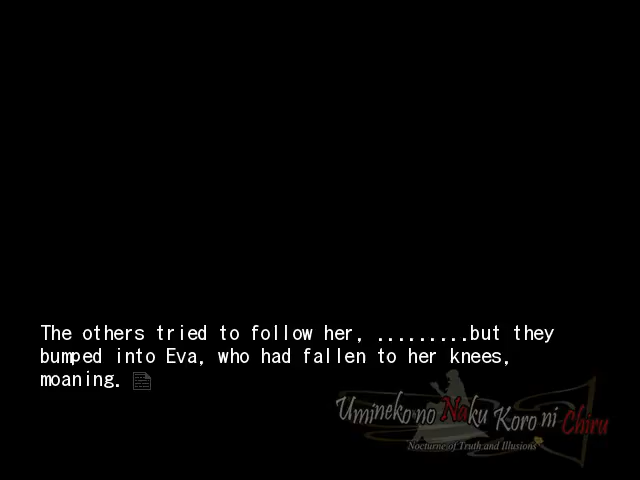 The others tried to follow her, .........but they
bumped into Eva, who had fallen to her knees,
moaning.
Umineko no Naku Koro ni Chiru
Nocturne of Truth and Illusions